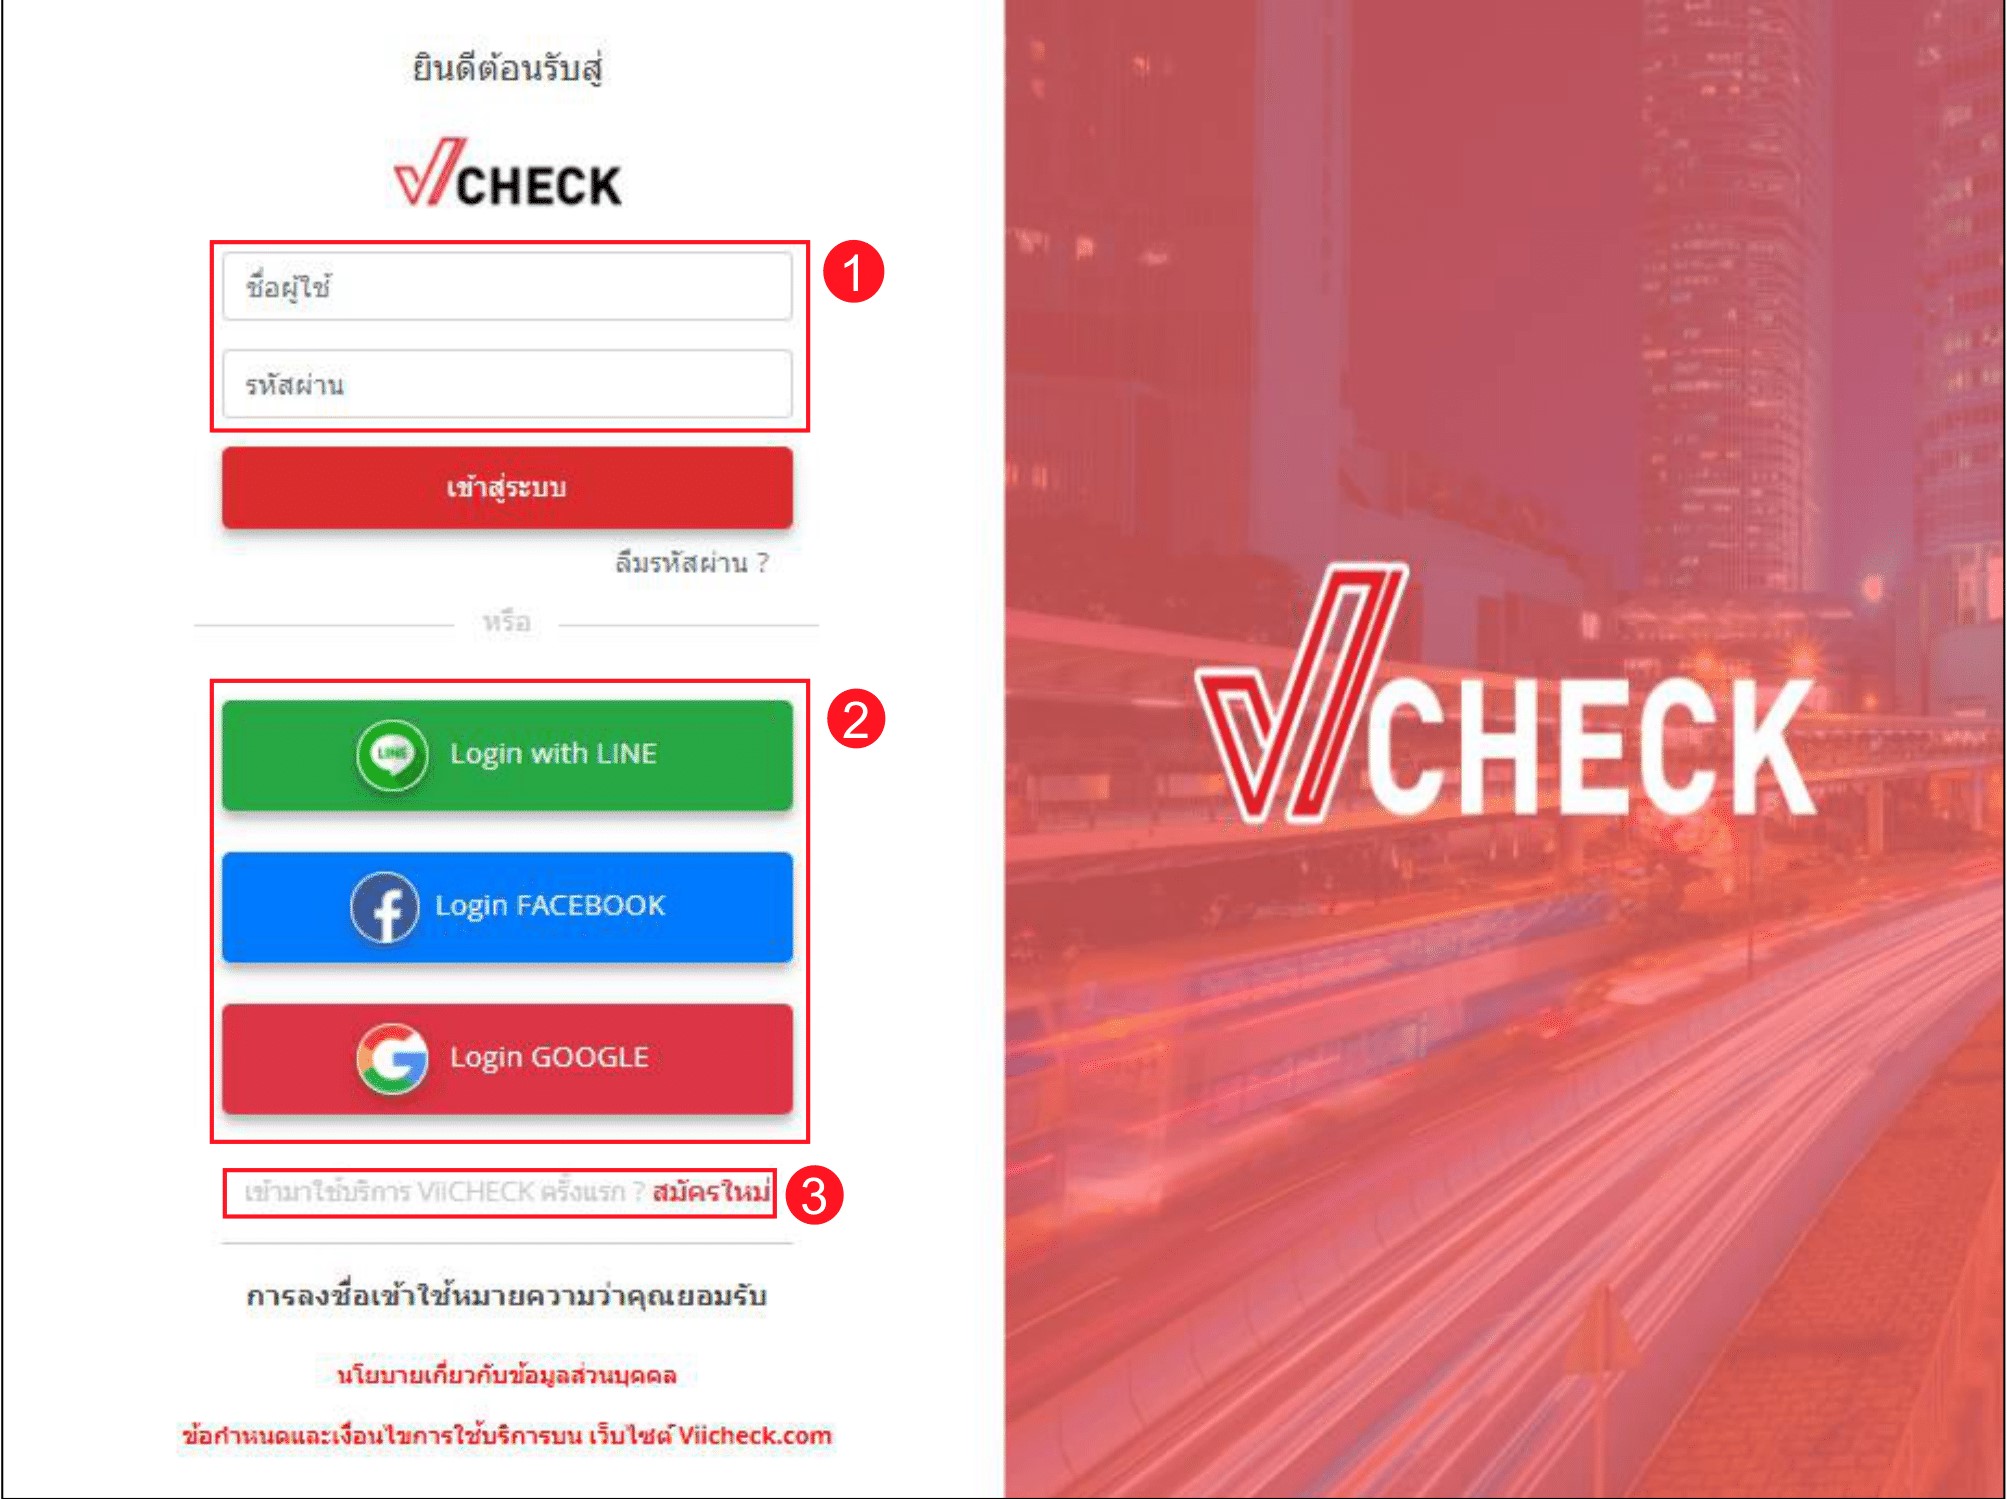 ยินดีต้อนรับสู่
ViiCHECK
ชื่อผู้ใช้
1
รหัสผ่าน
เข้าสู่ระบบ
ลืมรหัสผ่าน ?
หรือ
2
LINE Login with LINE
Login FACEBOOK
Login GOOGLE
เข้ามาใช้บริการ ViiCHECK ครั้งแรก ? สมัครใหม่
3
การลงชื่อเข้าใช้หมายความว่าคุณยอมรับ
นโยบายเกี่ยวกับข้อมูลส่วนบุคคล
ข้อกำหนดและเงื่อนไขการใช้บริการบน เว็บไซต์ Viicheck.com
ViiCHECK